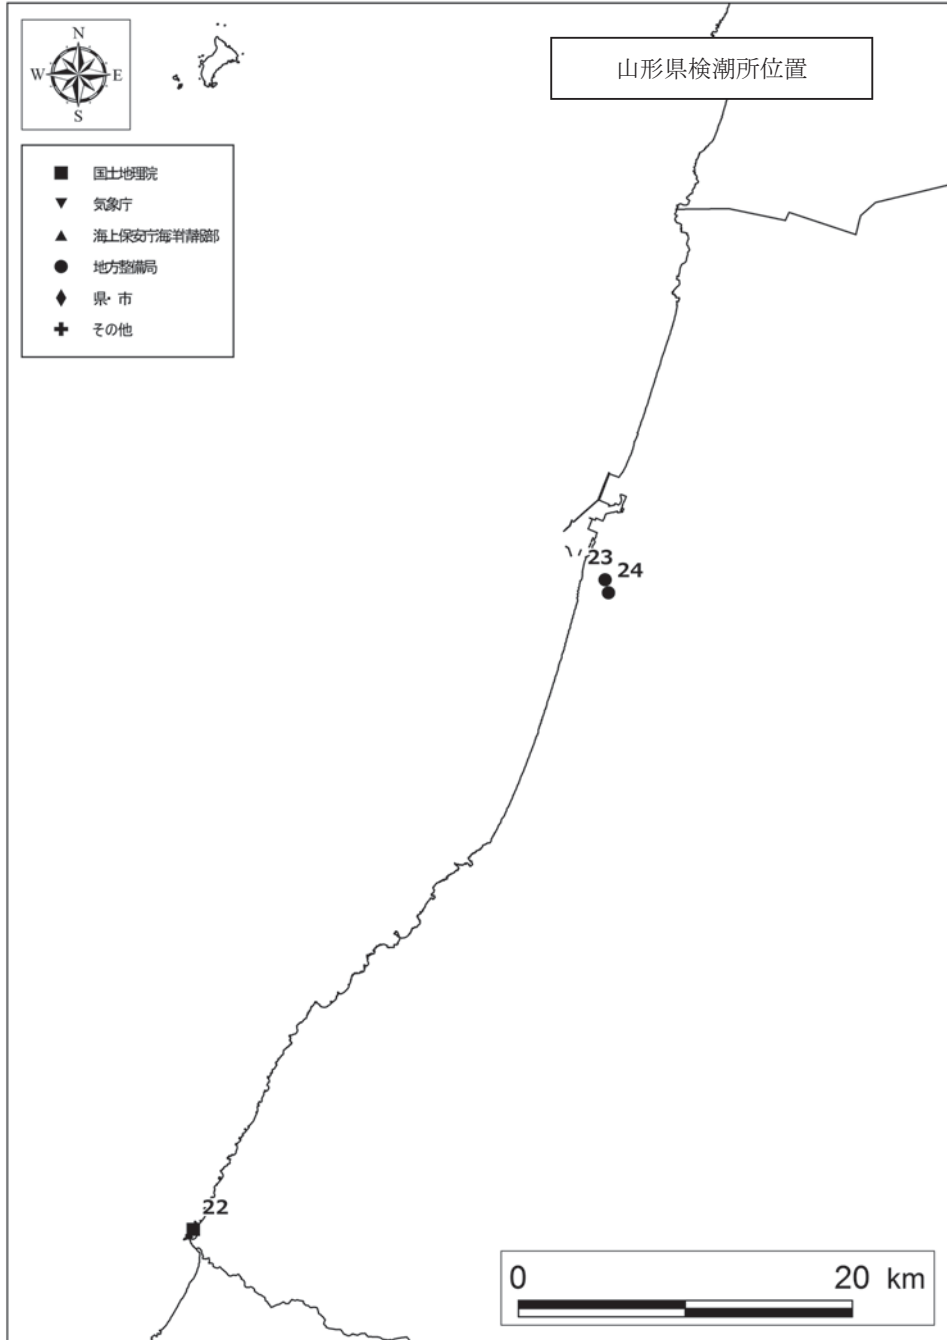 N
W E
S
山形県検潮所位置
国土地理院
気象庁
海上保安庁海洋情報部
地方整備局
県・市
その他
23
24
22
0 20 km